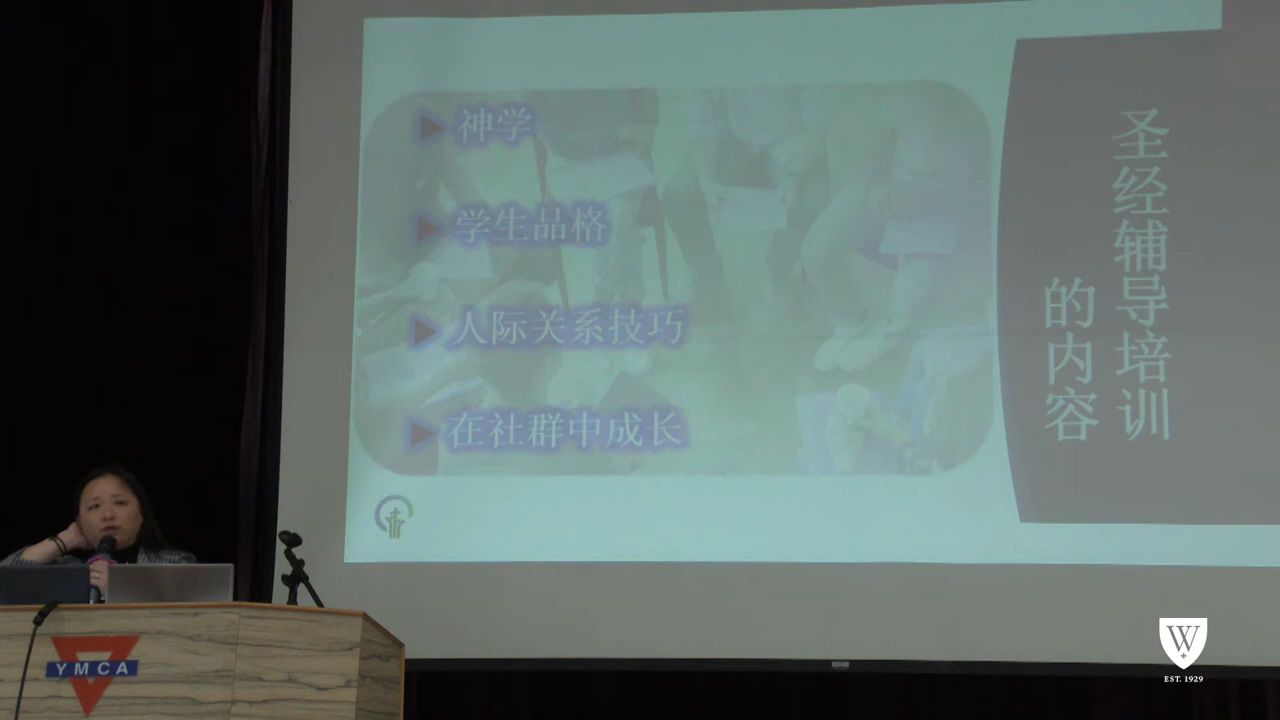 圣经辅导培训
的内容
神学
学生品格
人际关系技巧
在社群中成长
YMCA
W
EST. 1929